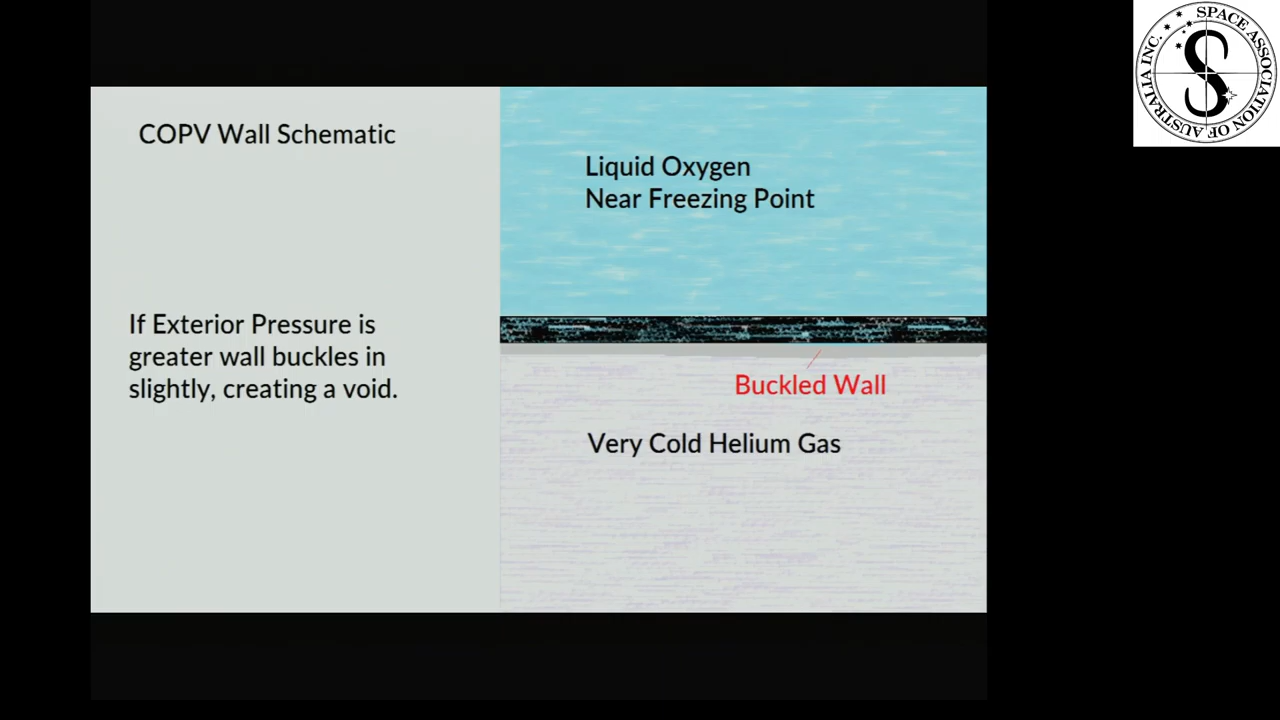 COPV Wall Schematic
If Exterior Pressure is
greater wall buckles in
slightly, creating a void.
Liquid Oxygen
Near Freezing Point
Buckled Wall
Very Cold Helium Gas
SPACE ASSOCIATION OF AUSTRALIA INC.
S